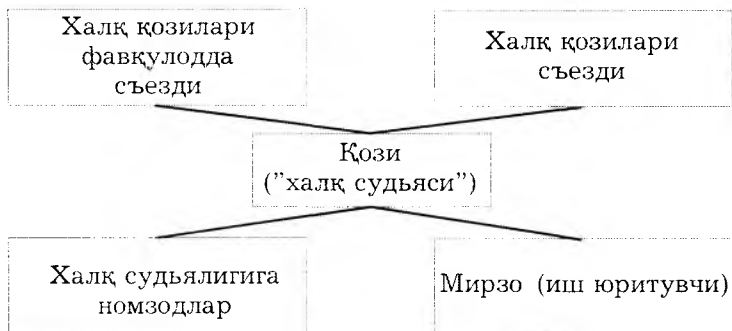 Халқ қозилари
фавқулодда
съезди
Халқ қозилари
съезди
Қози
(”халқ судьяси”)
Халқ судьялигига
номзодлар
Мирзо (иш юритувчи)